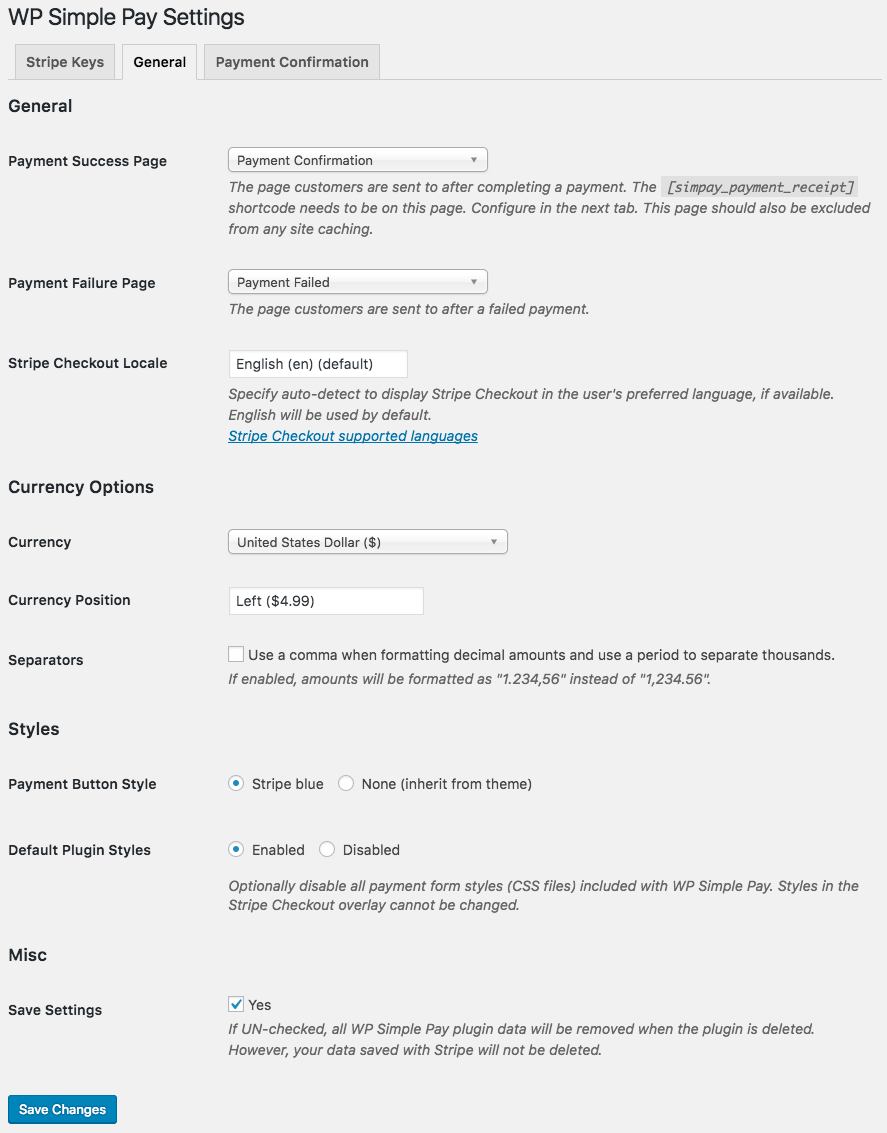 WP Simple Pay Settings
Stripe Keys
General
Payment Confirmation
General
Payment Success Page
Payment Confirmation
The page customers are sent to after completing a payment. The [simpay_payment_receipt]
shortcode needs to be on this page. Configure in the next tab. This page should also be excluded
from any site caching.
Payment Failure Page
Payment Failed
The page customers are sent to after a failed payment.
Stripe Checkout Locale
English (en) (default)
Specify auto-detect to display Stripe Checkout in the user's preferred language, if available.
English will be used by default.
Stripe Checkout supported languages
Currency Options
Currency
United States Dollar ($)
Currency Position
Left ($4.99)
Separators
Use a comma when formatting decimal amounts and use a period to separate thousands.
If enabled, amounts will be formatted as "1.234,56" instead of "1,234.56".
Styles
Payment Button Style
Stripe blue
None (inherit from theme)
Default Plugin Styles
Enabled
Disabled
Optionally disable all payment form styles (CSS files) included with WP Simple Pay. Styles in the
Stripe Checkout overlay cannot be changed.
Misc
Save Settings
Yes
If UN-checked, all WP Simple Pay plugin data will be removed when the plugin is deleted.
However, your data saved with Stripe will not be deleted.
Save Changes